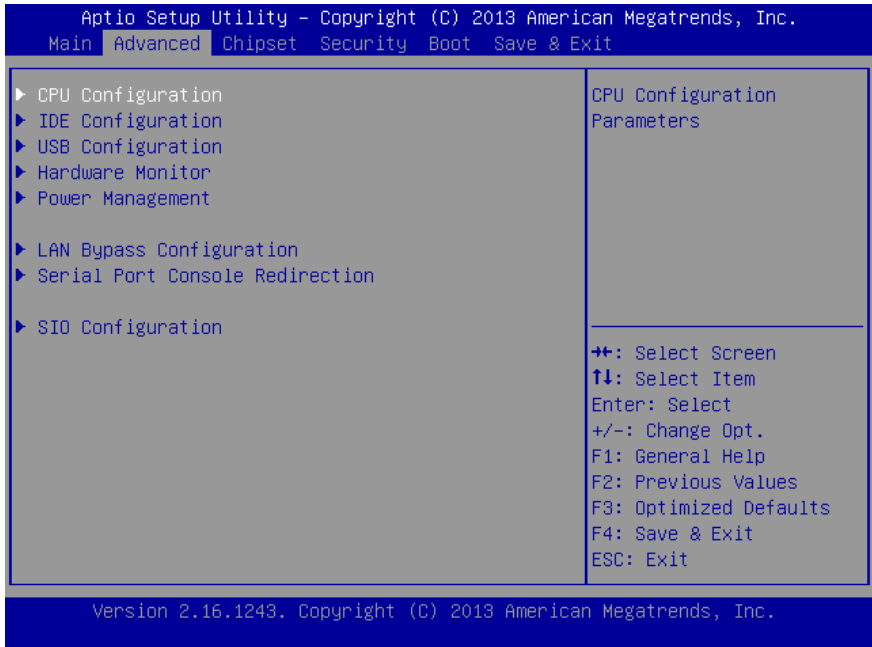 Aptio Setup Utility – Copyright (C) 2013 American Megatrends, Inc.
Main Advanced Chipset Security Boot Save & Exit
▶ CPU Configuration
▶ IDE Configuration
▶ USB Configuration
▶ Hardware Monitor
▶ Power Management
▶ LAN Bypass Configuration
▶ Serial Port Console Redirection
▶ SIO Configuration
CPU Configuration
Parameters
→←: Select Screen
↑↓: Select Item
Enter: Select
+/-: Change Opt.
F1: General Help
F2: Previous Values
F3: Optimized Defaults
F4: Save & Exit
ESC: Exit
Version 2.16.1243. Copyright (C) 2013 American Megatrends, Inc.